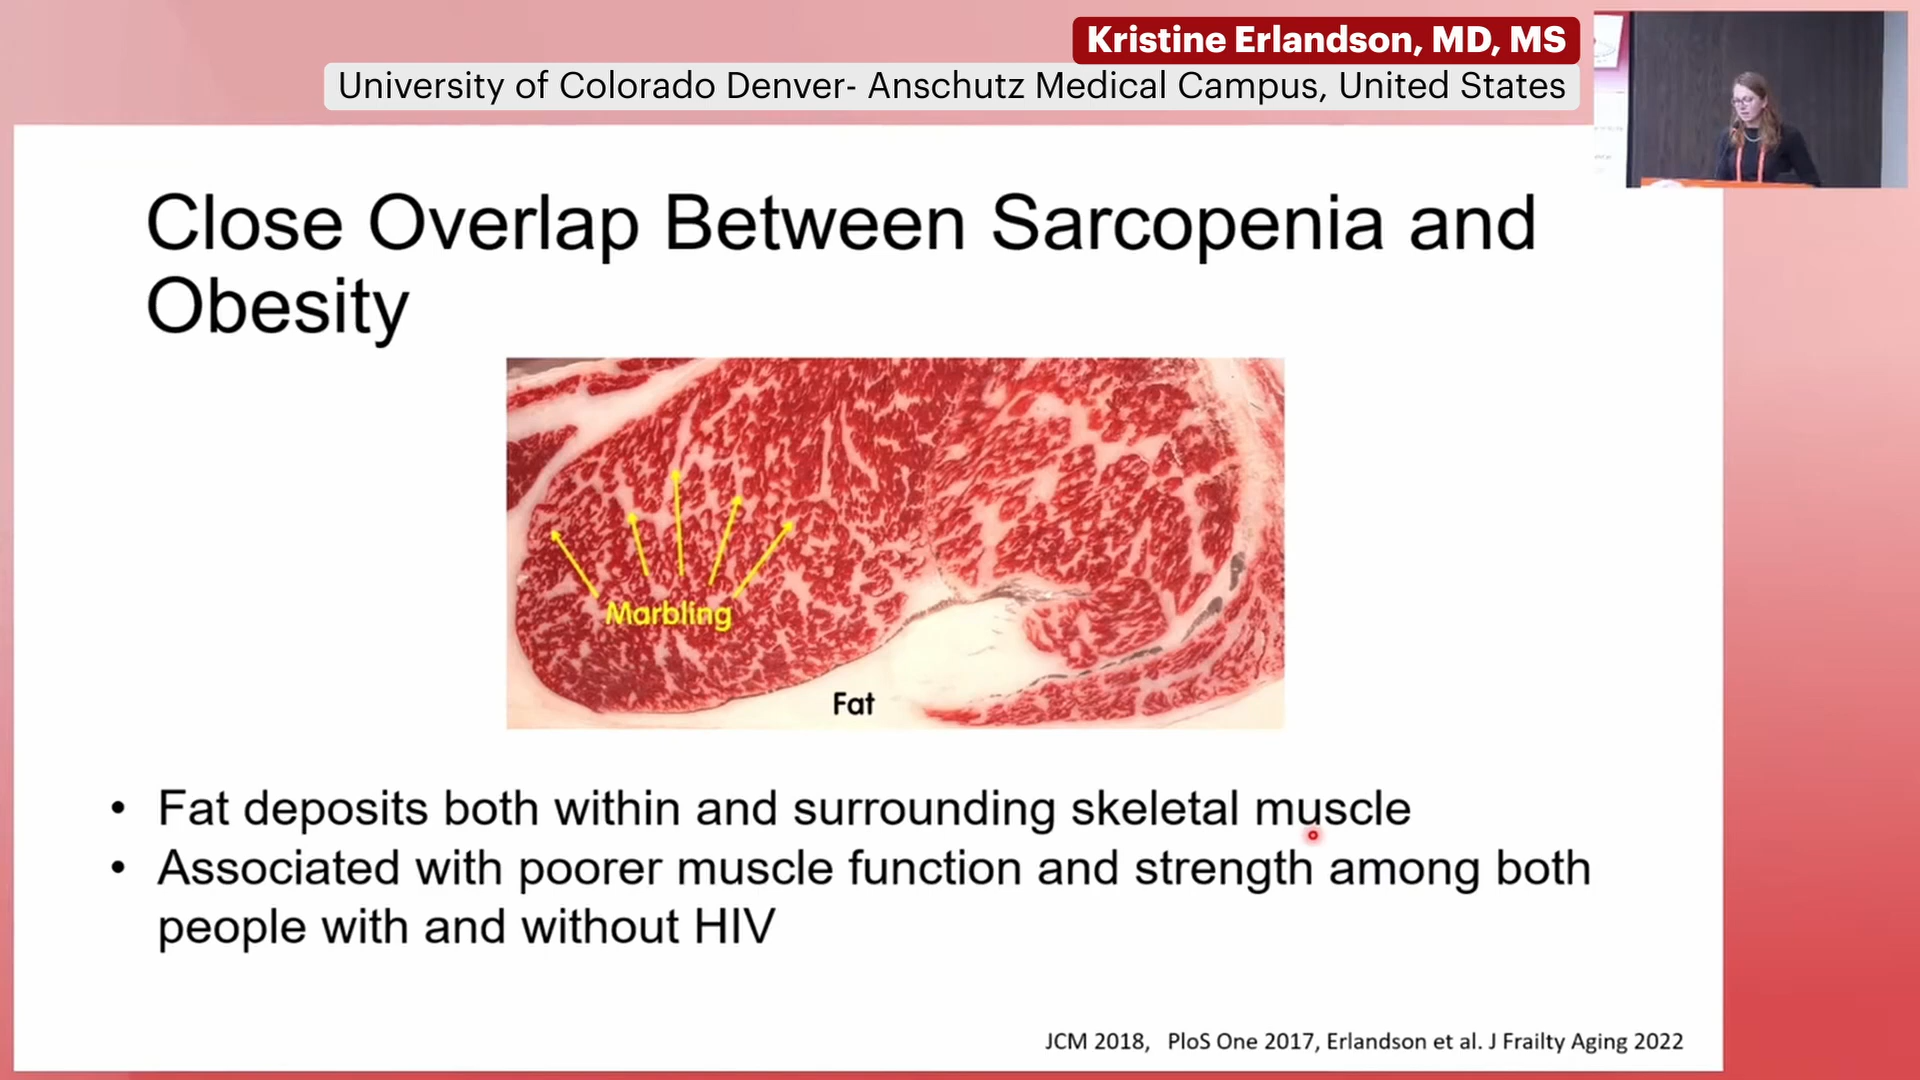 Kristine Erlandson, MD, MS
University of Colorado Denver- Anschutz Medical Campus, United States
Close Overlap Between Sarcopenia and
Obesity
Marbling
Fat
• Fat deposits both within and surrounding skeletal muscle
• Associated with poorer muscle function and strength among both
people with and without HIV
JCM 2018, PloS One 2017, Erlandson et al. J Frailty Aging 2022